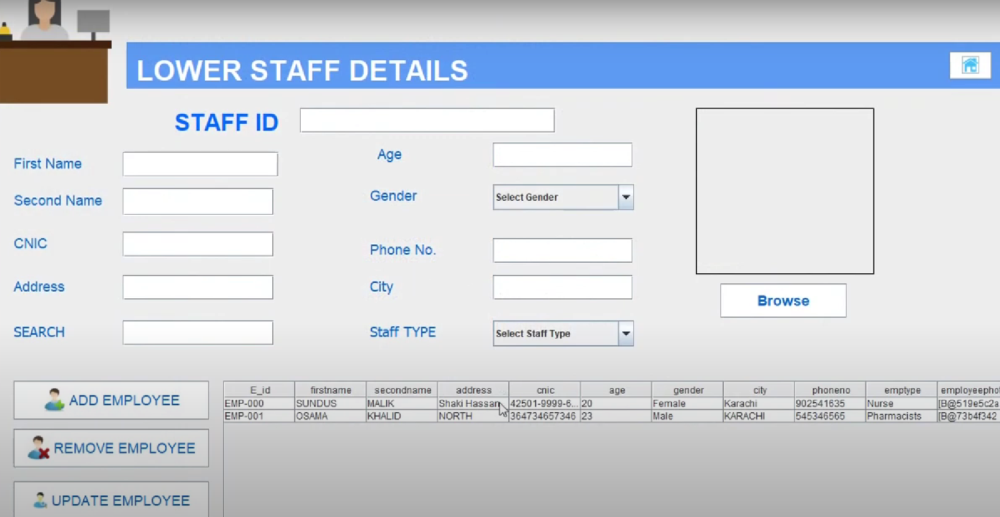 LOWER STAFF DETAILS
STAFF ID
First Name
Age
Second Name
Gender
Select Gender
CNIC
Phone No.
Address
City
Browse
SEARCH
Staff TYPE
Select Staff Type
ADD EMPLOYEE
REMOVE EMPLOYEE
UPDATE EMPLOYEE
E_id firstname secondname address cnic age gender city phoneno emptype employeephot
EMP-000 SUNDUS MALIK Shaki Hassan 42501-9999-6... 20 Female Karachi 902541635 Nurse [B@519e5c2a
EMP-001 OSAMA KHALID NORTH 364734657346 23 Male KARACHI 545346565 Pharmacists [B@73b4f342